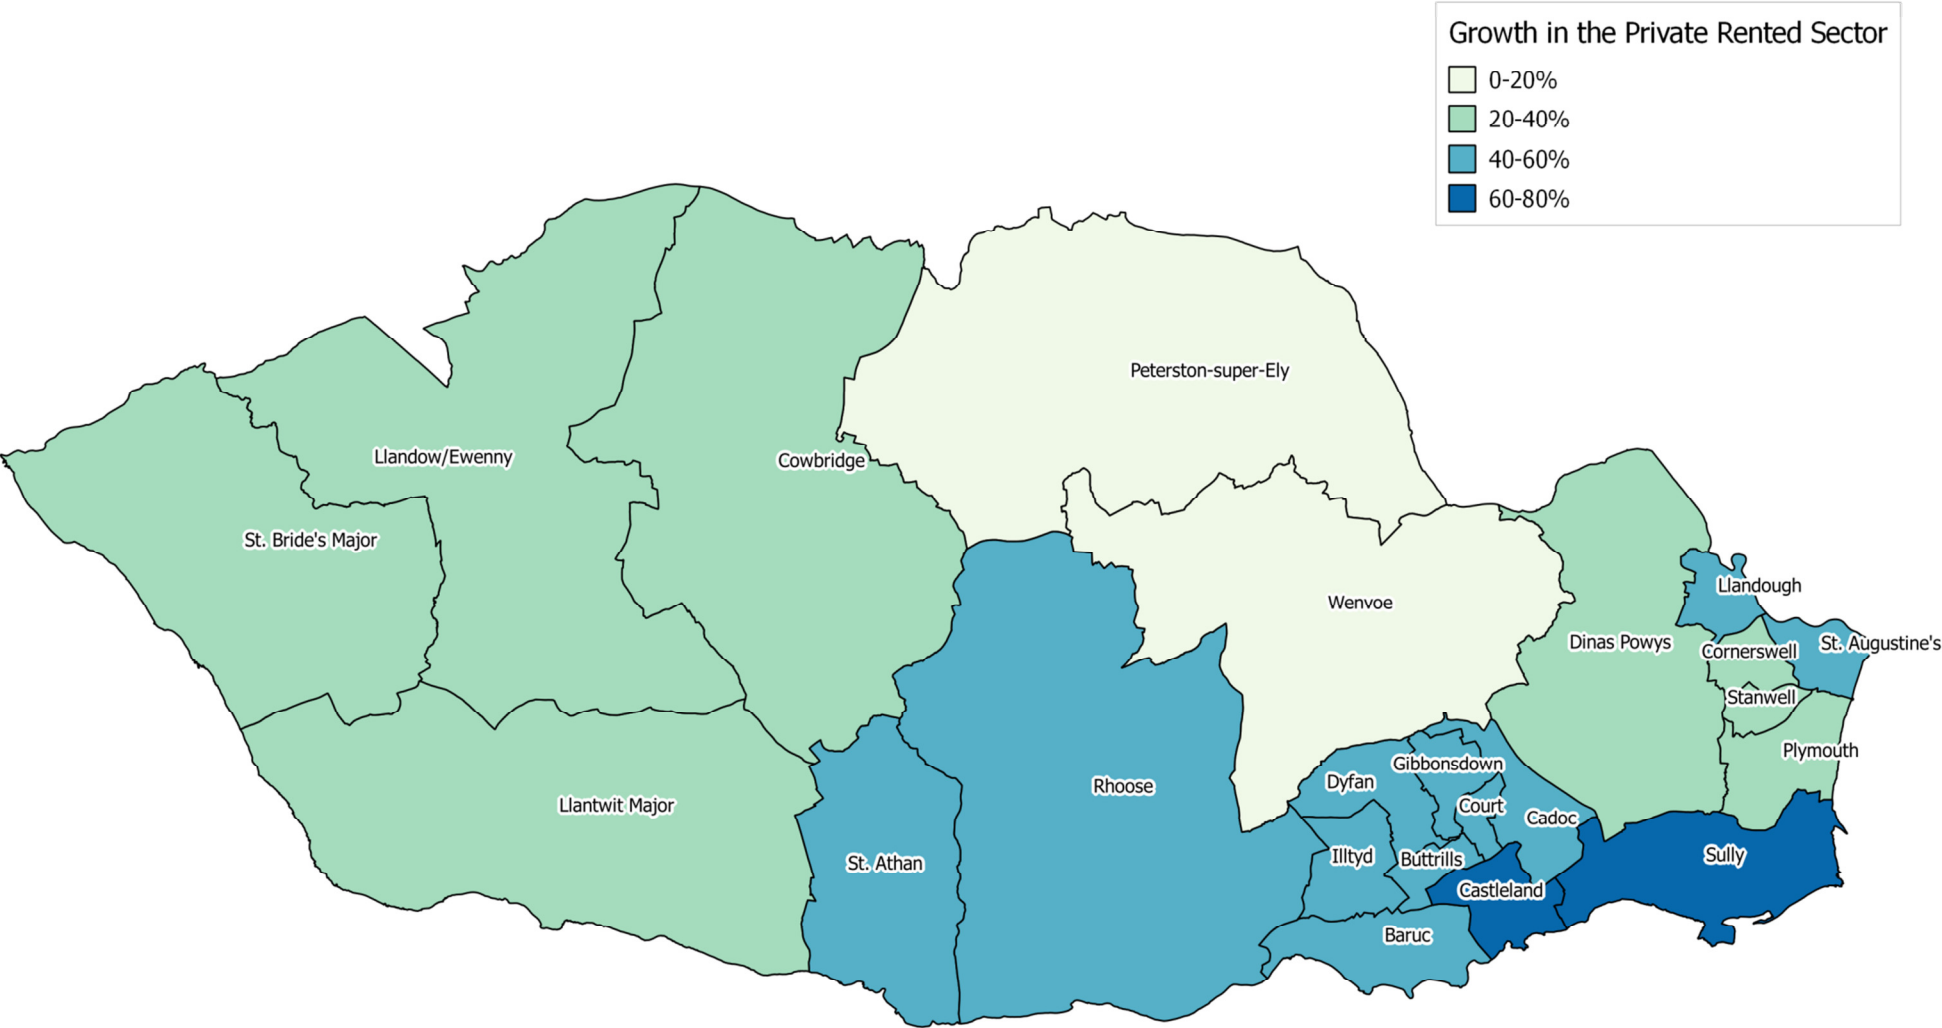 Growth in the Private Rented Sector
0-20%
20-40%
40-60%
60-80%
Peterston-super-Ely
Llandow/Ewenny
Cowbridge
St. Bride's Major
Llandough
Wenvoe
Dinas Powys
St. Augustine's
Cornerswell
Stanwell
Plymouth
Gibbonsdown
Dyfan
Rhoose
Llantwit Major
Court
Cadoc
Sully
Illtyd
Buttrills
St. Athan
Castleland
Baruc